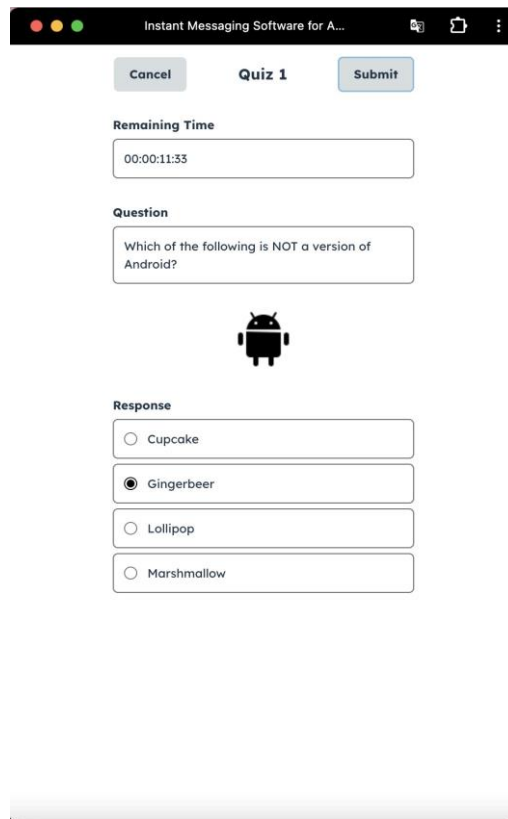 Instant Messaging Software for A...
Cancel
Quiz 1
Submit
Remaining Time
00:00:11:33
Question
Which of the following is NOT a version of
Android?
Response
Cupcake
Gingerbeer
Lollipop
Marshmallow